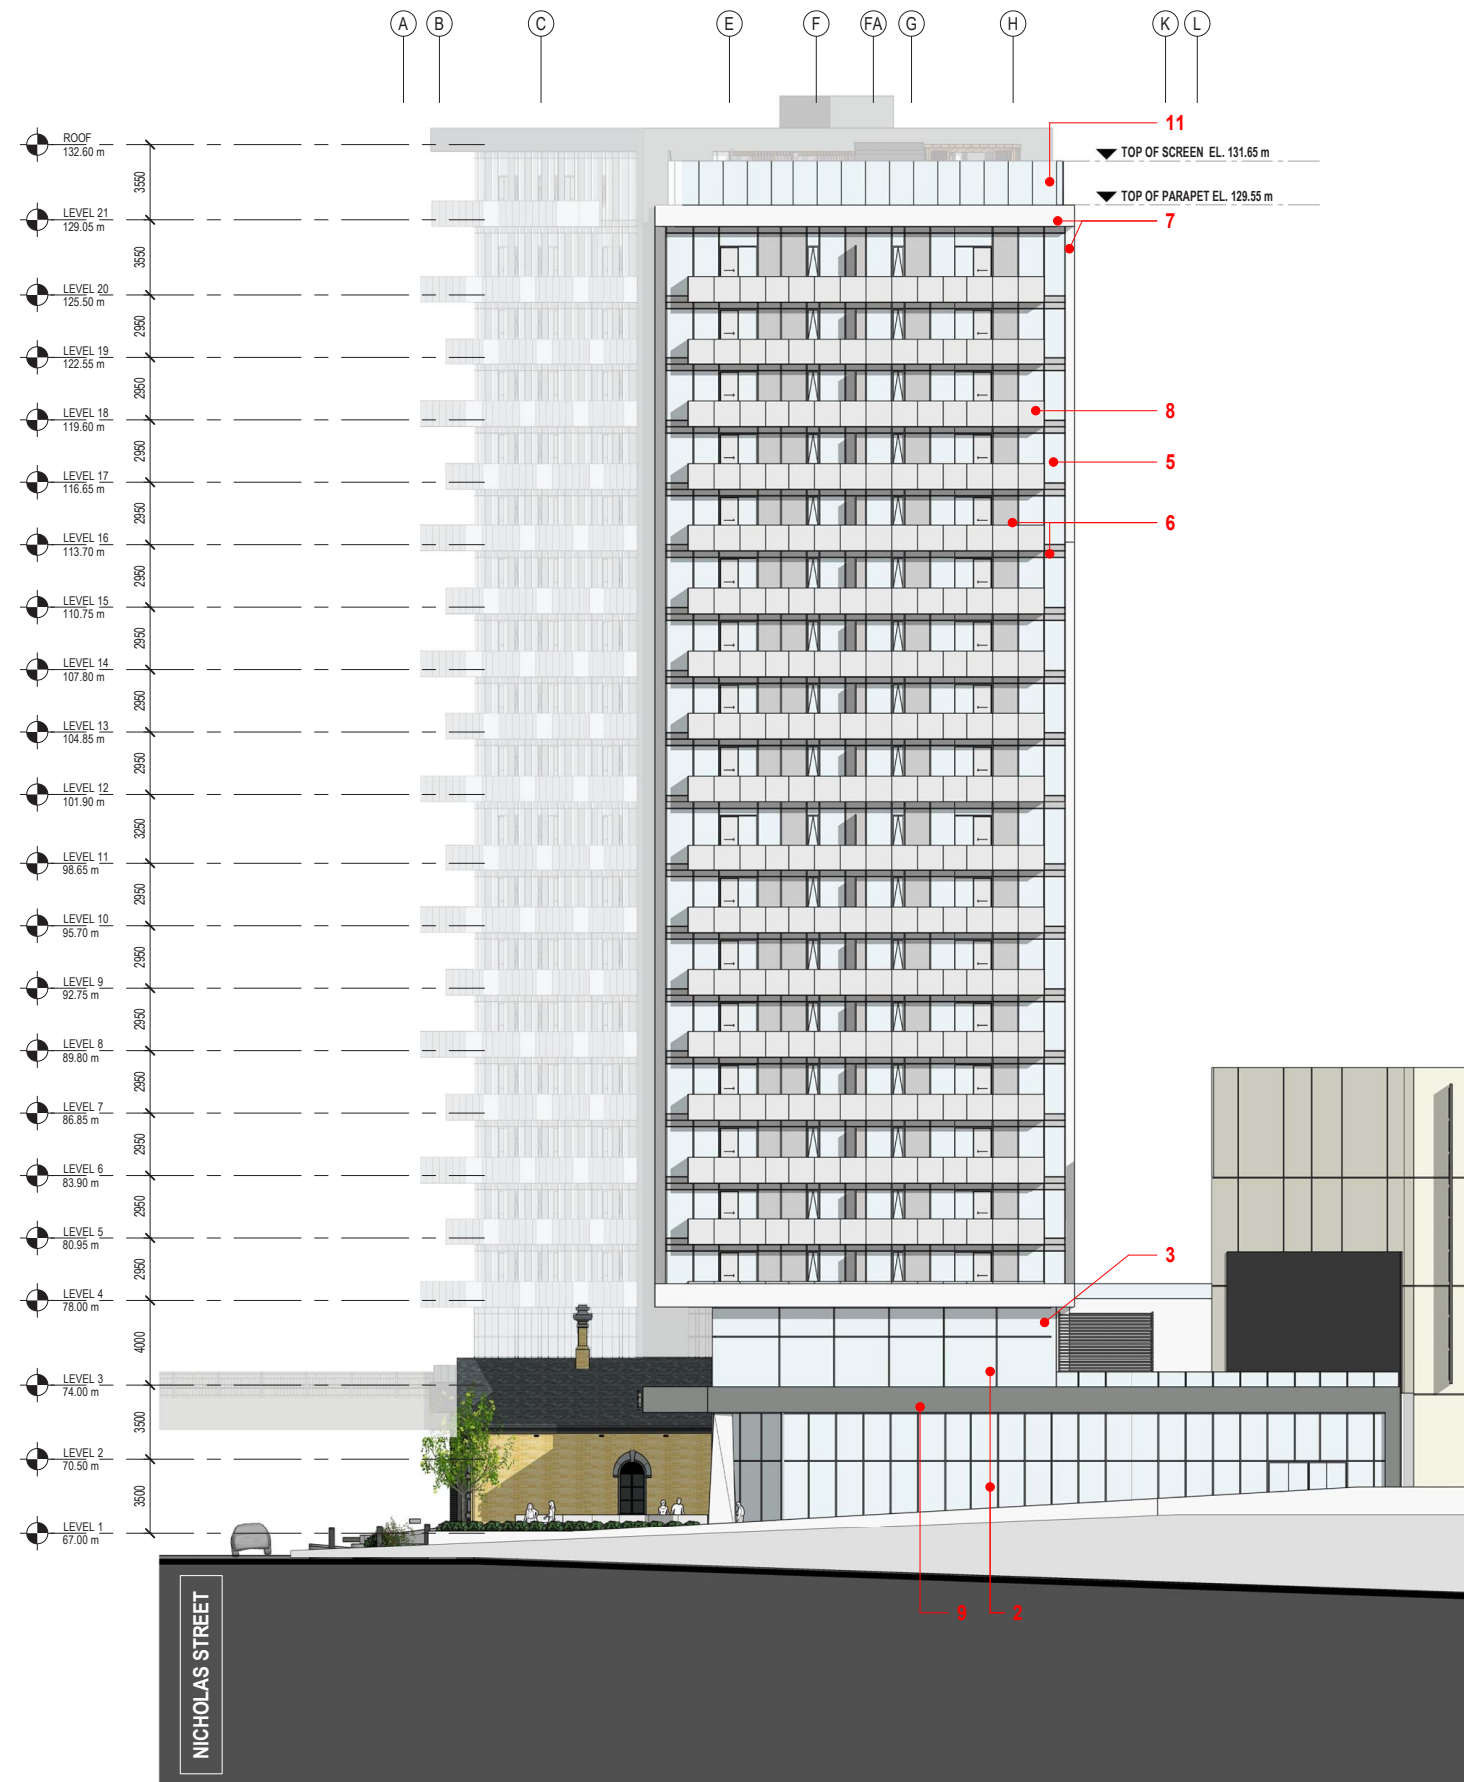 A B C E F FA G H K L
11
ROOF
132.60 m
TOP OF SCREEN EL. 131.65 m
3550
TOP OF PARAPET EL. 129.55 m
LEVEL 21
129.05 m
7
3550
LEVEL 20
125.50 m
2950
LEVEL 19
122.55 m
2950
8
LEVEL 18
119.60 m
2950
5
LEVEL 17
116.65 m
2950
6
LEVEL 16
113.70 m
2950
LEVEL 15
110.75 m
2950
LEVEL 14
107.80 m
2950
LEVEL 13
104.85 m
2950
LEVEL 12
101.90 m
3250
LEVEL 11
98.65 m
2950
LEVEL 10
95.70 m
2950
LEVEL 9
92.75 m
2950
LEVEL 8
89.80 m
2950
LEVEL 7
86.85 m
2950
LEVEL 6
83.90 m
2950
LEVEL 5
80.95 m
3
2950
LEVEL 4
78.00 m
4000
LEVEL 3
74.00 m
3500
LEVEL 2
70.50 m
3500
LEVEL 1
67.00 m
9 2
NICHOLAS STREET